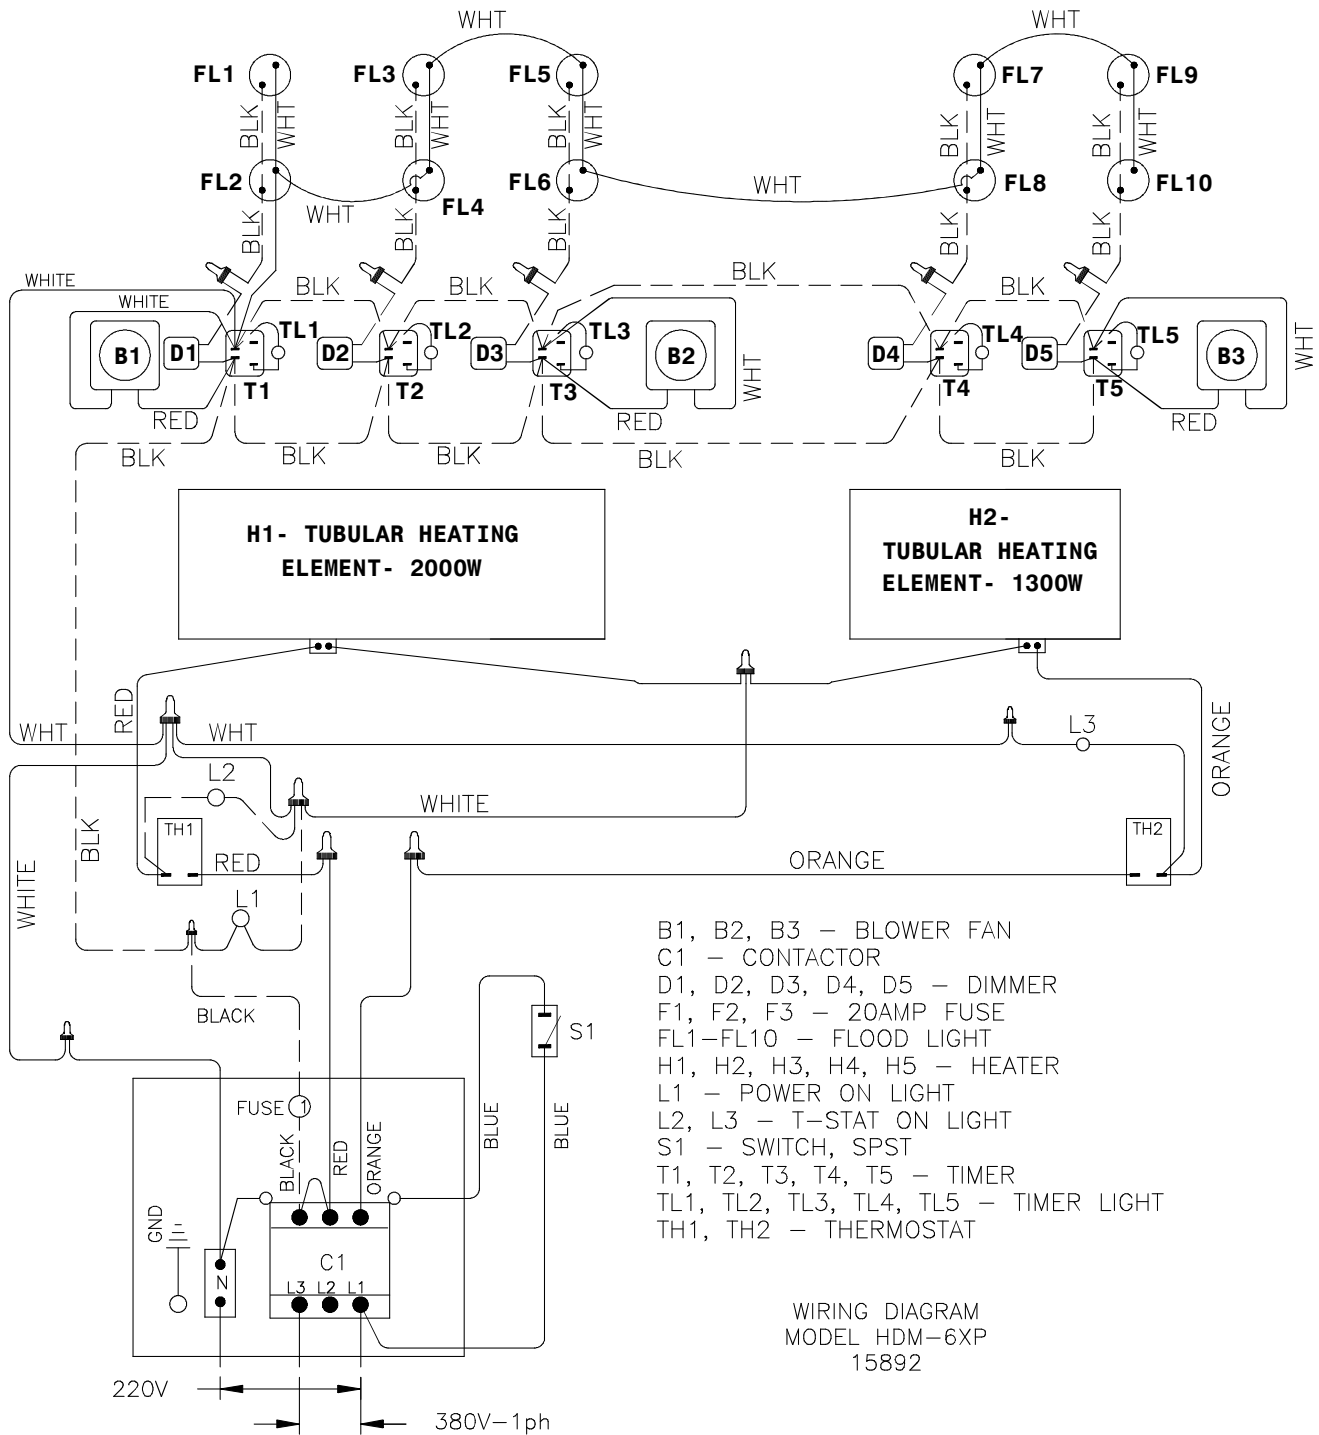 WHT WHT
FL1 FL3 FL5 FL7 FL9
BLK WHT BLK WHT BLK WHT BLK WHT BLK WHT
FL2 FL4 FL6 FL8 FL10
WHT WHT
BLK BLK BLK BLK BLK
WHITE BLK BLK BLK BLK
WHITE
TL1 TL2 TL3 TL4 TL5
B1 D1 D2 D3 B2 D4 D5 B3
WHT WHT
T1 T2 T3 T4 T5
RED RED RED
BLK BLK BLK BLK BLK
H1- TUBULAR HEATING
ELEMENT- 2000W
H2-
TUBULAR HEATING
ELEMENT- 1300W
RED
WHT WHT L3
ORANGE
L2
WHITE
BLK
TH1 TH2
RED ORANGE
WHITE
L1
BLACK
S1
FUSE 1
BLACK RED ORANGE BLUE BLUE
GND
N
C1
L3 L2 L1
220V
380V-1ph
B1, B2, B3 - BLOWER FAN
C1 - CONTACTOR
D1, D2, D3, D4, D5 - DIMMER
F1, F2, F3 - 20AMP FUSE
FL1-FL10 - FLOOD LIGHT
H1, H2, H3, H4, H5 - HEATER
L1 - POWER ON LIGHT
L2, L3 - T-STAT ON LIGHT
S1 - SWITCH, SPST
T1, T2, T3, T4, T5 - TIMER
TL1, TL2, TL3, TL4, TL5 - TIMER LIGHT
TH1, TH2 - THERMOSTAT
WIRING DIAGRAM
MODEL HDM-6XP
15892